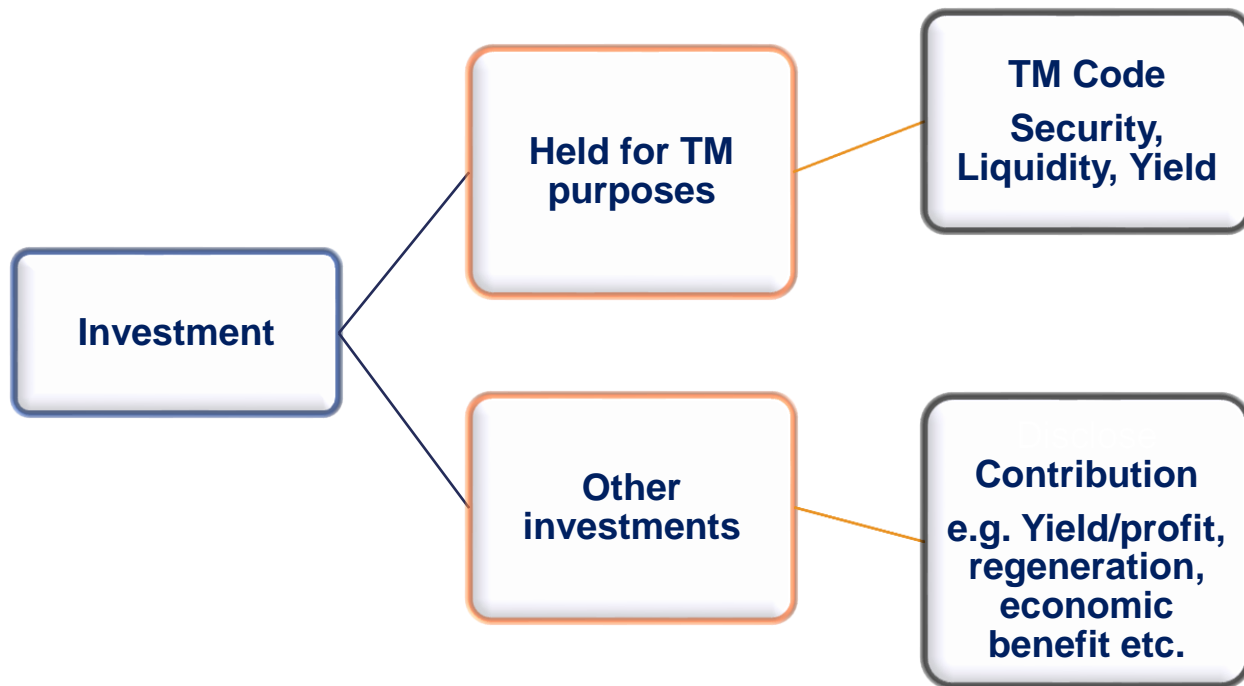 Investment
Held for TM
purposes
TM Code
Security,
Liquidity, Yield
Other
investments
Disclose
Contribution
e.g. Yield/profit,
regeneration,
economic
benefit etc.